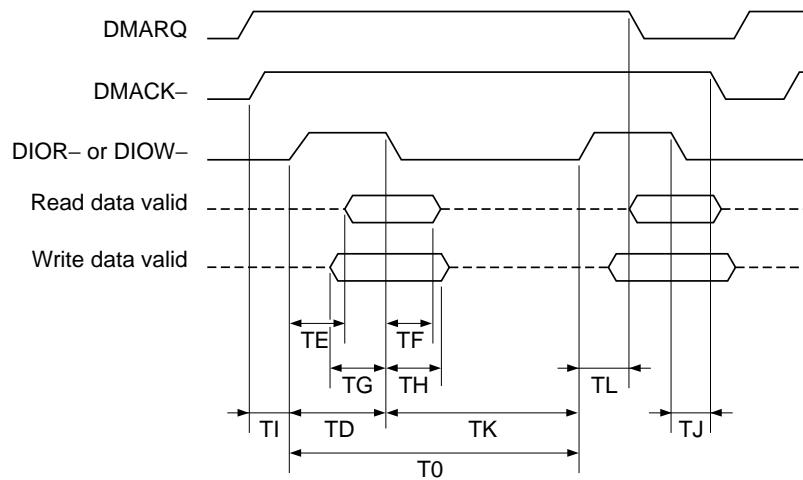 DMARQ
DMACK−
DIOR− or DIOW−
Read data valid
Write data valid
TE TF
TG TH TL
TI TD TK TJ
T0